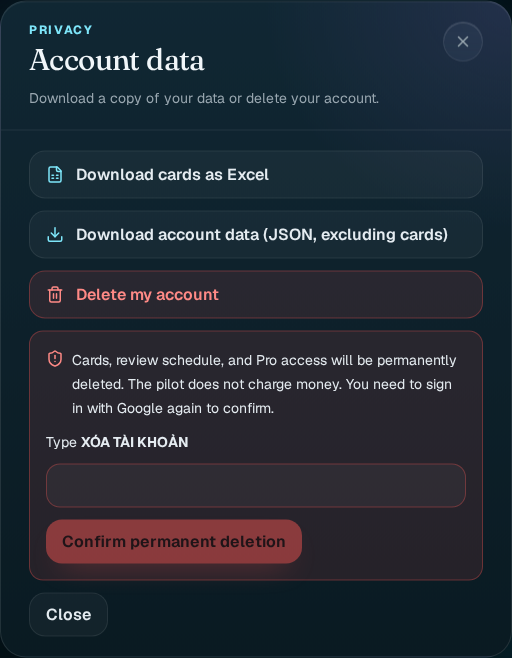 PRIVACY
Account data
Download a copy of your data or delete your account.
Download cards as Excel
Download account data (JSON, excluding cards)
Delete my account
Cards, review schedule, and Pro access will be permanently
deleted. The pilot does not charge money. You need to sign
in with Google again to confirm.
Type XÓA TÀI KHOẢN
Confirm permanent deletion
Close